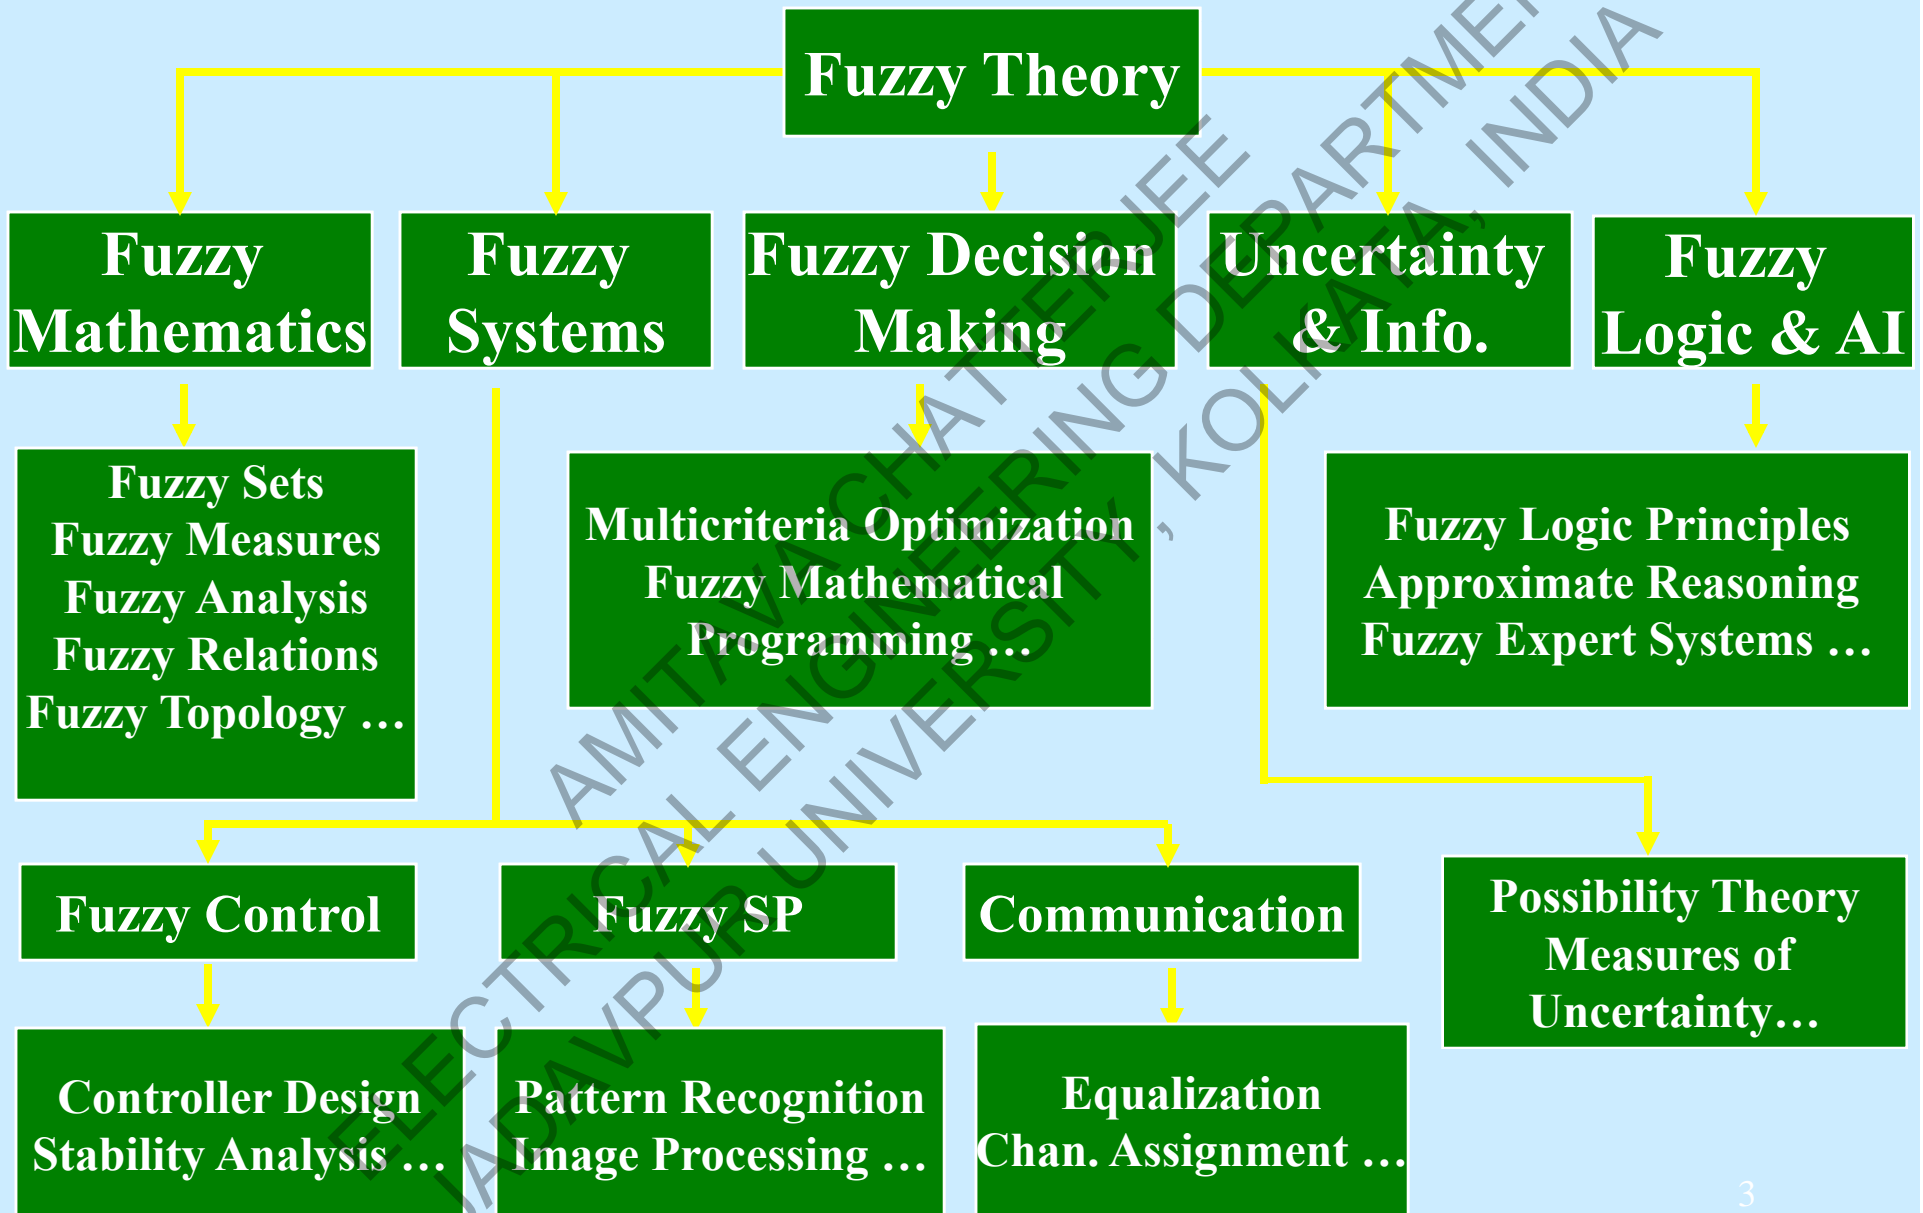 Fuzzy Theory
Fuzzy
Mathematics
Fuzzy
Systems
Fuzzy Decision
Making
Uncertainty
& Info.
Fuzzy
Logic & AI
Fuzzy Sets
Fuzzy Measures
Fuzzy Analysis
Fuzzy Relations
Fuzzy Topology …
Multicriteria Optimization
Fuzzy Mathematical
Programming …
Fuzzy Logic Principles
Approximate Reasoning
Fuzzy Expert Systems …
Fuzzy Control
Fuzzy SP
Communication
Possibility Theory
Measures of
Uncertainty…
Controller Design
Stability Analysis …
Pattern Recognition
Image Processing …
Equalization
Chan. Assignment …
3
AMITAVA CHATTERJEE
ELECTRICAL ENGINEERING DEPARTMEN
JADAVPUR UNIVERSITY, KOLKATA, INDIA